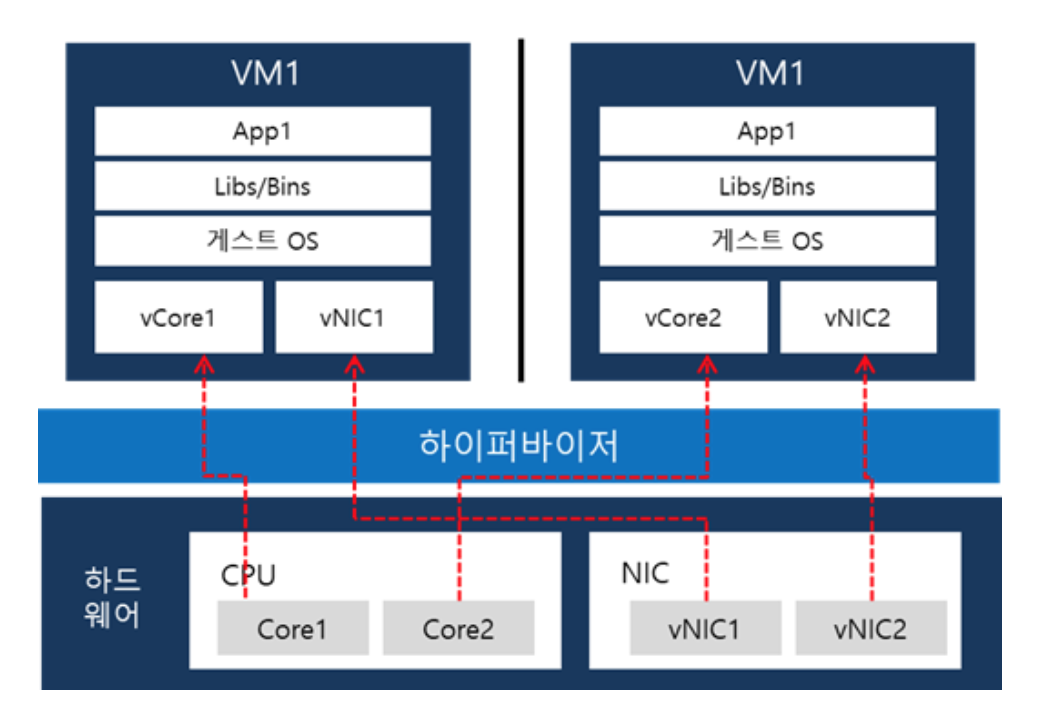 VM1
App1
Libs/Bins
게스트 OS
vCore1
vNIC1
VM1
App1
Libs/Bins
게스트 OS
vCore2
vNIC2
하이퍼바이저
하드
웨어
CPU
Core1
Core2
NIC
vNIC1
vNIC2